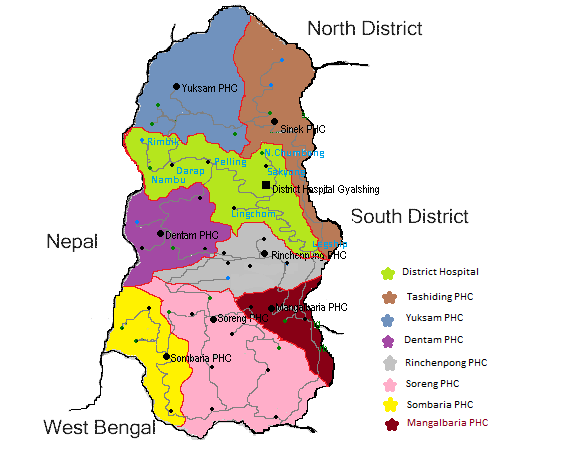 North District
Yuksam PHC
Sinek PHC
Rimbik
N.Chumbong
Pelling
Darap
Sakyong
Nambu
District Hospital Gyalshing
Lingchom
South District
Dentam PHC
Nepal
Legship
Rinchenpung PHC
District Hospital
Tashiding PHC
Mangalbaria PHC
Yuksam PHC
Soreng PHC
Dentam PHC
Sombaria PHC
Rinchenpong PHC
Soreng PHC
Sombaria PHC
West Bengal
Mangalbaria PHC